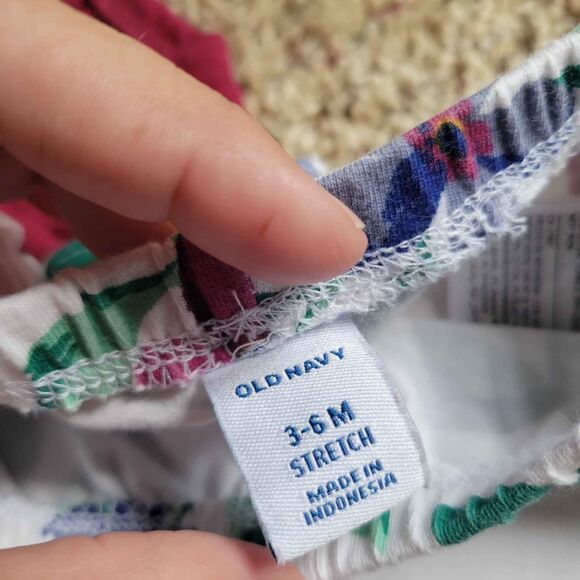 OLD NAVY
3-6 M
STRETCH
MADE IN
INDONESIA